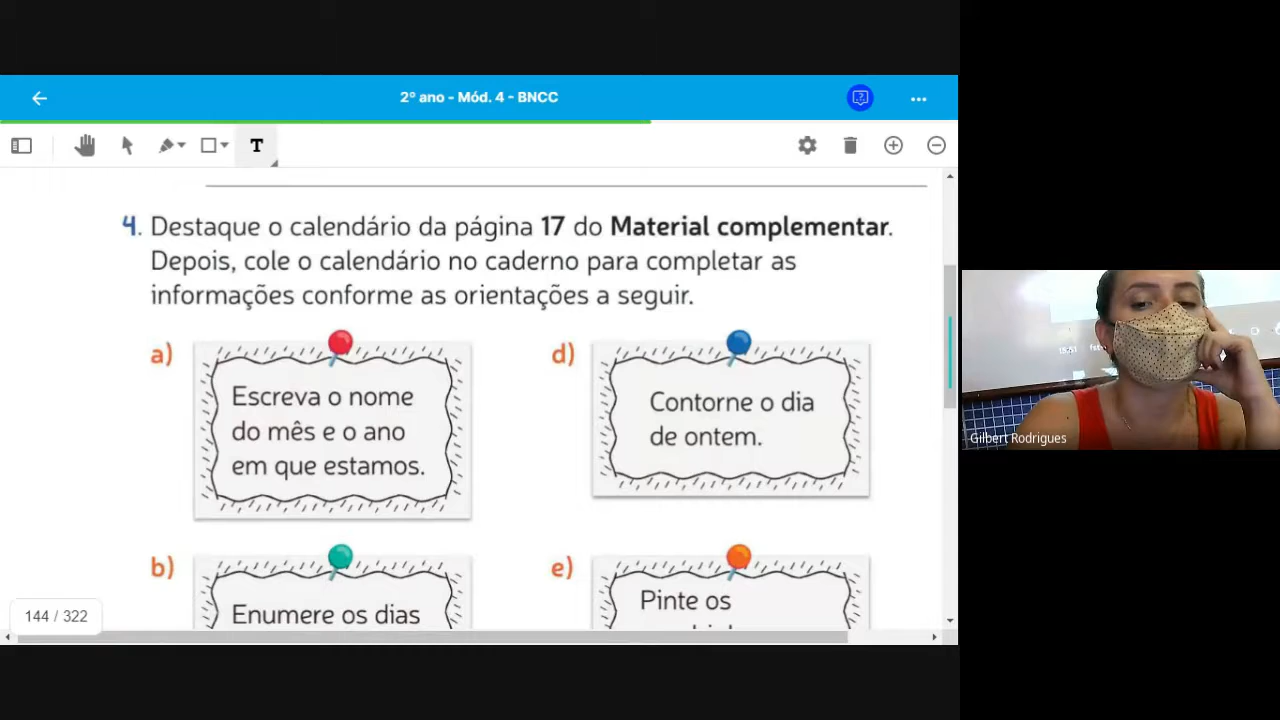 2º ano - Mód. 4 - BNCC
T
4. Destaque o calendário da página 17 do Material complementar.
Depois, cole o calendário no caderno para completar as
informações conforme as orientações a seguir.
a)
Escreva o nome
do mês e o ano
em que estamos.
d)
Contorne o dia
de ontem.
b)
Enumere os dias
e)
Pinte os
144 / 322
Gilbert Rodrigues